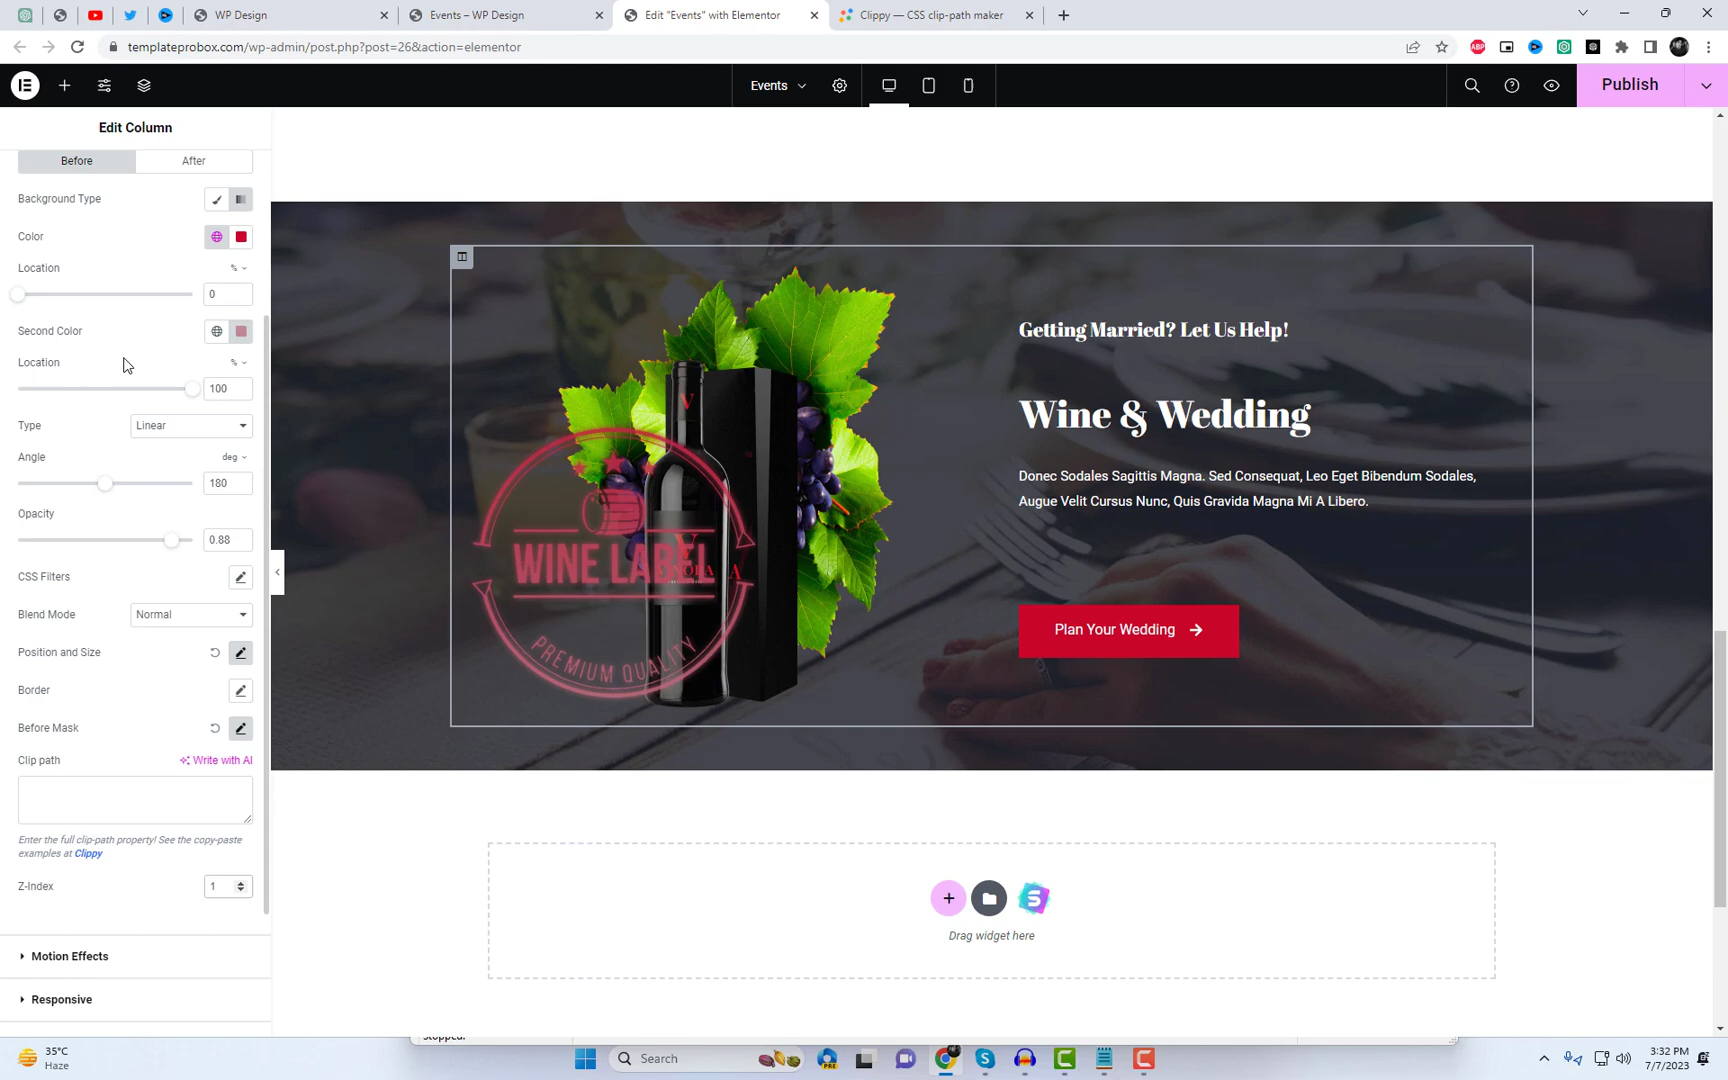 WP Design
Events – WP Design
Edit "Events" with Elementor
Clippy — CSS clip-path maker
templateprobox.com/wp-admin/post.php?post=26&action=elementor
ABP
Events
Publish
Edit Column
Before
After
Background Type
Color
Location
%
0
Second Color
Location
%
100
Type
Linear
Angle
deg
180
Opacity
0.88
CSS Filters
Blend Mode
Normal
Position and Size
Border
Before Mask
Clip path
Write with AI
Enter the full clip-path property! See the copy-paste
examples at Clippy
Z-Index
1
Motion Effects
Responsive
V
WINE LABEL
PREMIUM QUALITY
Getting Married? Let Us Help!
Wine & Wedding
Donec Sodales Sagittis Magna. Sed Consequat, Leo Eget Bibendum Sodales,
Augue Velit Cursus Nunc, Quis Gravida Magna Mi A Libero.
Plan Your Wedding
Drag widget here
stopped.
35°C
Haze
Search
PRE
3:32 PM
7/7/2023